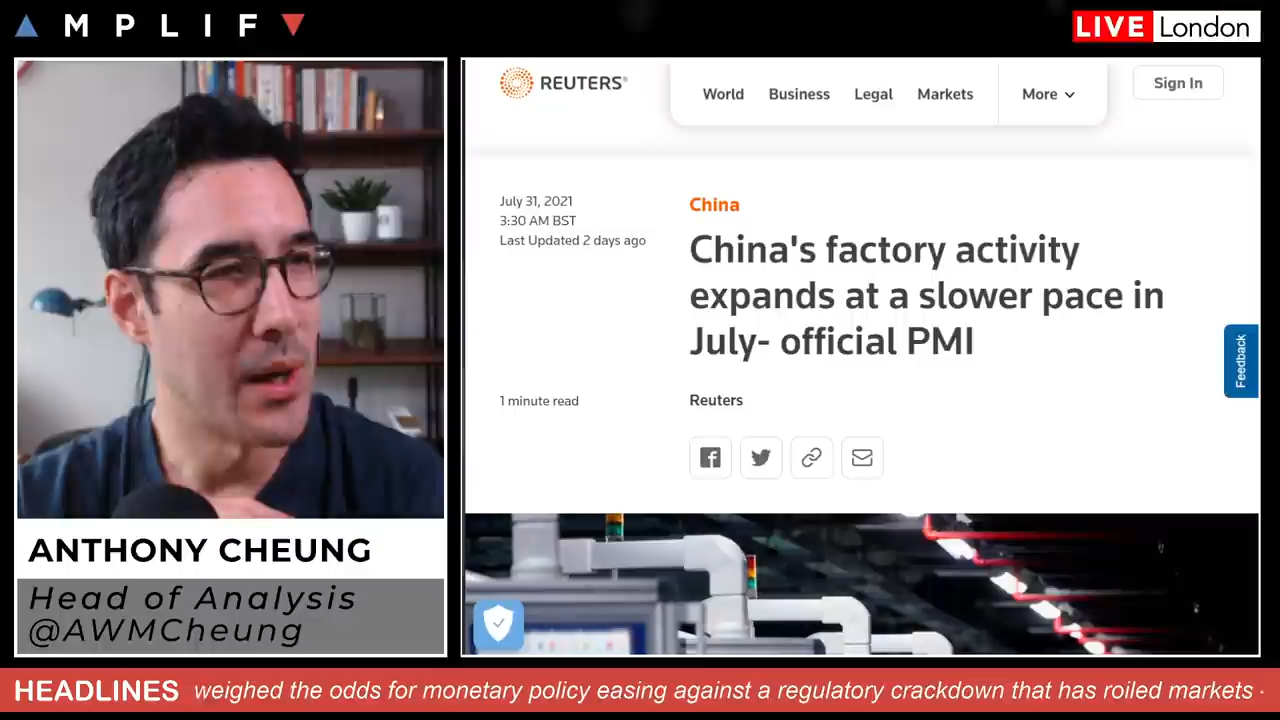 AMPLIFY
LIVE London
REUTERS®
World Business Legal Markets More
Sign In
July 31, 2021
3:30 AM BST
Last Updated 2 days ago
China
China's factory activity
expands at a slower pace in
July- official PMI
1 minute read
Reuters
Feedback
ANTHONY CHEUNG
Head of Analysis
@AWMCheung
HEADLINES weighed the odds for monetary policy easing against a regulatory crackdown that has roiled markets -